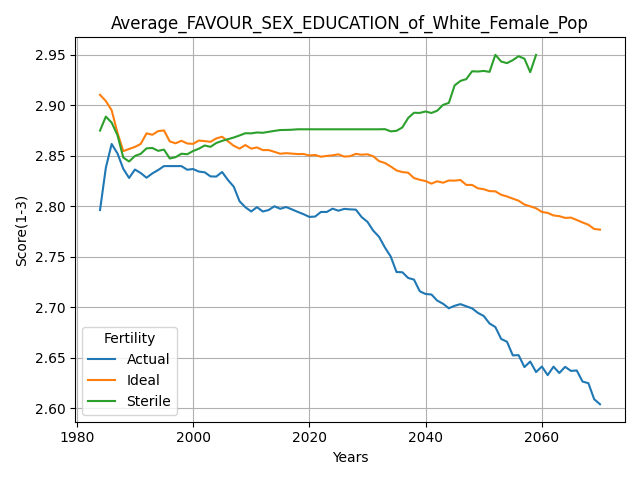 Average_FAVOUR_SEX_EDUCATION_of_White_Female_Pop
2.95
2.90
2.85
2.80
2.75
2.70
2.65
2.60
Score(1-3)
Fertility
Actual
Ideal
Sterile
1980 2000 2020 2040 2060
Years